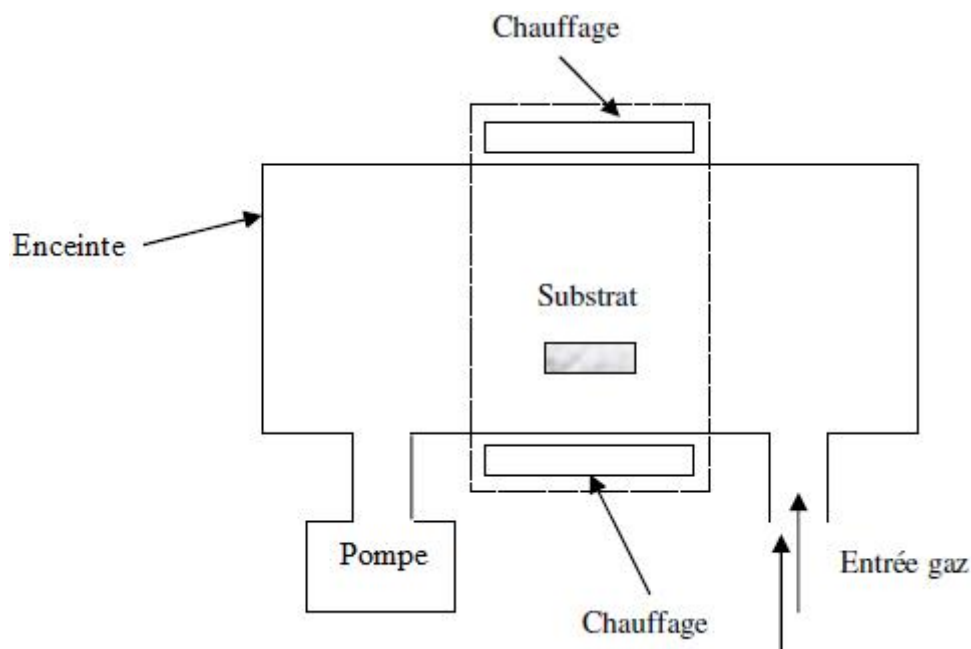 Chauffage
Enceinte
Substrat
Pompe
Entrée gaz
Chauffage